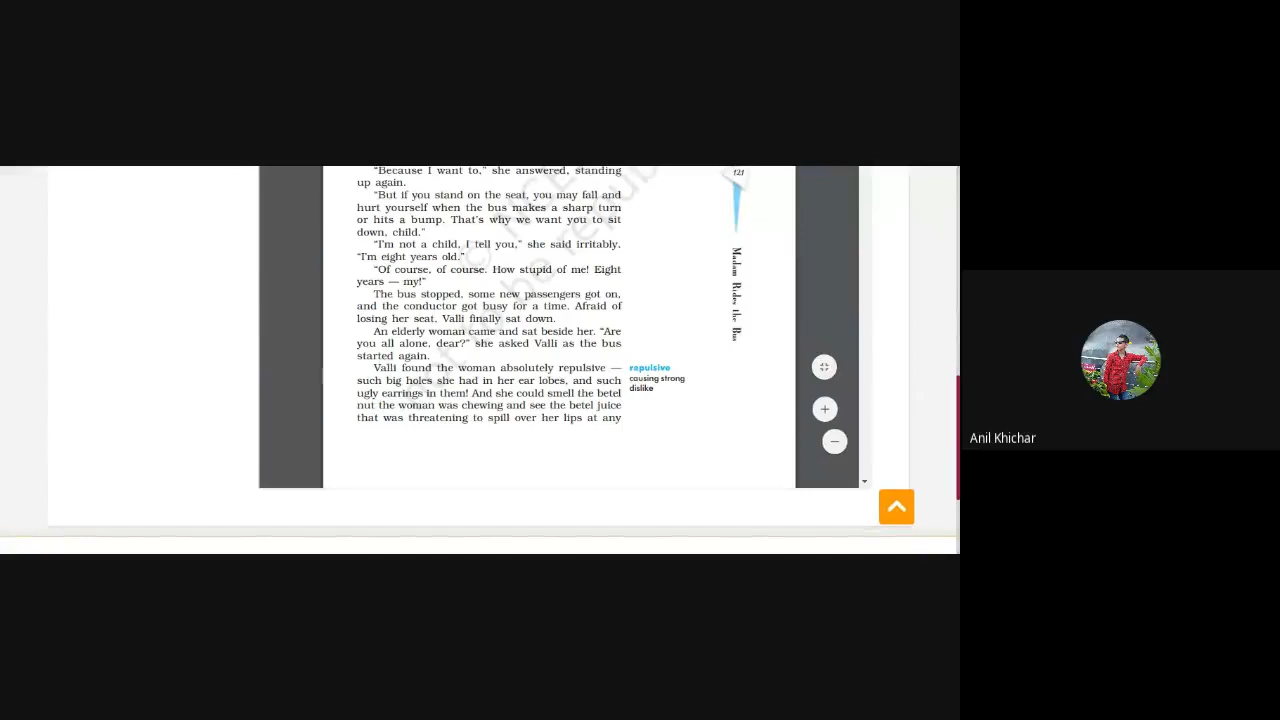 "Because I want to," she answered, standing
up again.
"But if you stand on the seat, you may fall and
hurt yourself when the bus makes a sharp turn
or hits a bump. That's why we want you to sit
down, child."
"I'm not a child, I tell you," she said irritably.
"I'm eight years old."
"Of course, of course. How stupid of me! Eight
years — my!"
The bus stopped, some new passengers got on,
and the conductor got busy for a time. Afraid of
losing her seat, Valli finally sat down.
An elderly woman came and sat beside her. "Are
you all alone, dear?" she asked Valli as the bus
started again.
Valli found the woman absolutely repulsive —
such big holes she had in her ear lobes, and such
ugly earrings in them! And she could smell the betel
nut the woman was chewing and see the betel juice
that was threatening to spill over her lips at any
repulsive
causing strong
dislike
121
Madam Rides the Bus
©
be
Anil Khichar